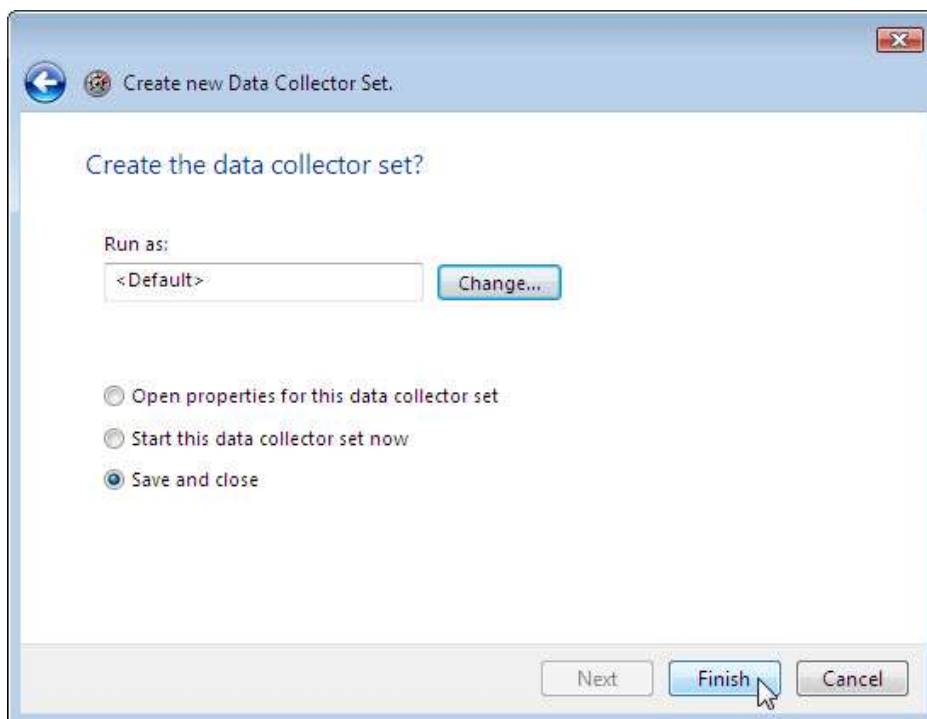 Create new Data Collector Set.
Create the data collector set?
Run as:
<Default>
Change...
Open properties for this data collector set
Start this data collector set now
Save and close
Next
Finish
Cancel